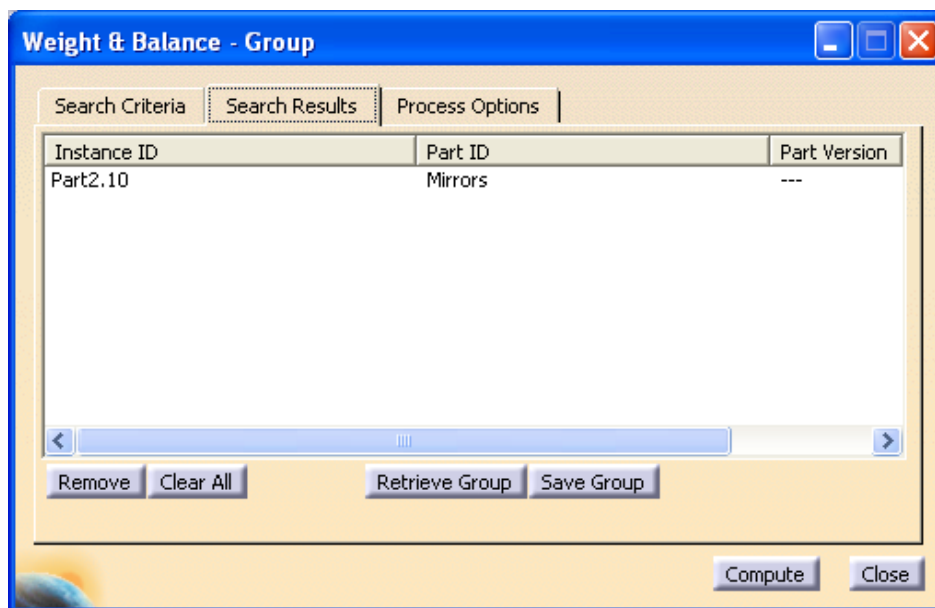 Weight & Balance - Group
Search Criteria Search Results Process Options
Instance ID Part ID Part Version
Part2.10 Mirrors ---
Remove Clear All Retrieve Group Save Group
Compute Close